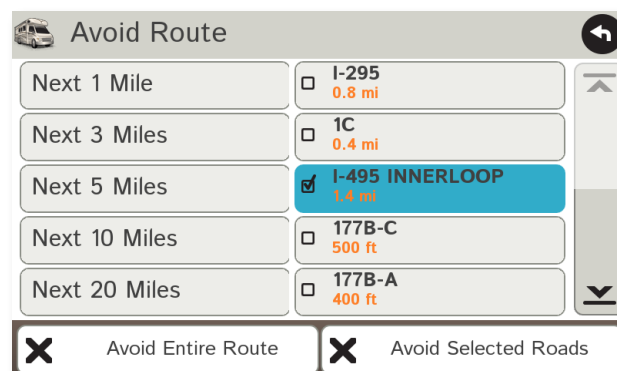 Avoid Route
Next 1 Mile
I-295
0.8 mi
Next 3 Miles
1C
0.4 mi
Next 5 Miles
I-495 INNERLOOP
1.4 mi
Next 10 Miles
177B-C
500 ft
Next 20 Miles
177B-A
400 ft
Avoid Entire Route
Avoid Selected Roads